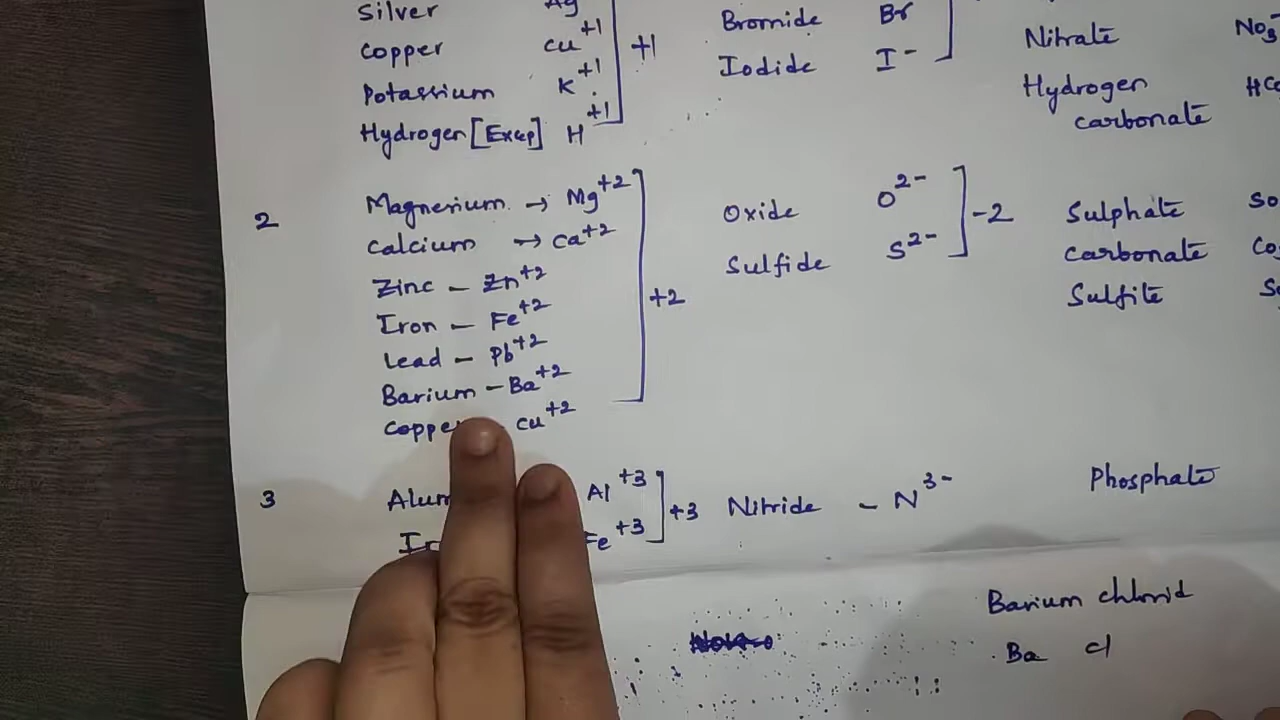 Silver Ag Bromide Br
Copper Cu+1 +1 Iodide I- Nitrate NO3-
Potassium K+1 Hydrogen
Hydrogen [Excep] H+1 carbonate
2 Magnesium → Mg+2 Oxide O2- -2 Sulphate
Calcium → Ca+2 Sulfide S2- carbonate
Zinc - Zn+2 +2 Sulfite
Iron - Fe+2
Lead - Pb+2
Barium - Ba+2
Copper - Cu+2
3 Al+3 +3 Nitride - N3- Phosphate
Fe+3
Barium chlorid
Ba Cl